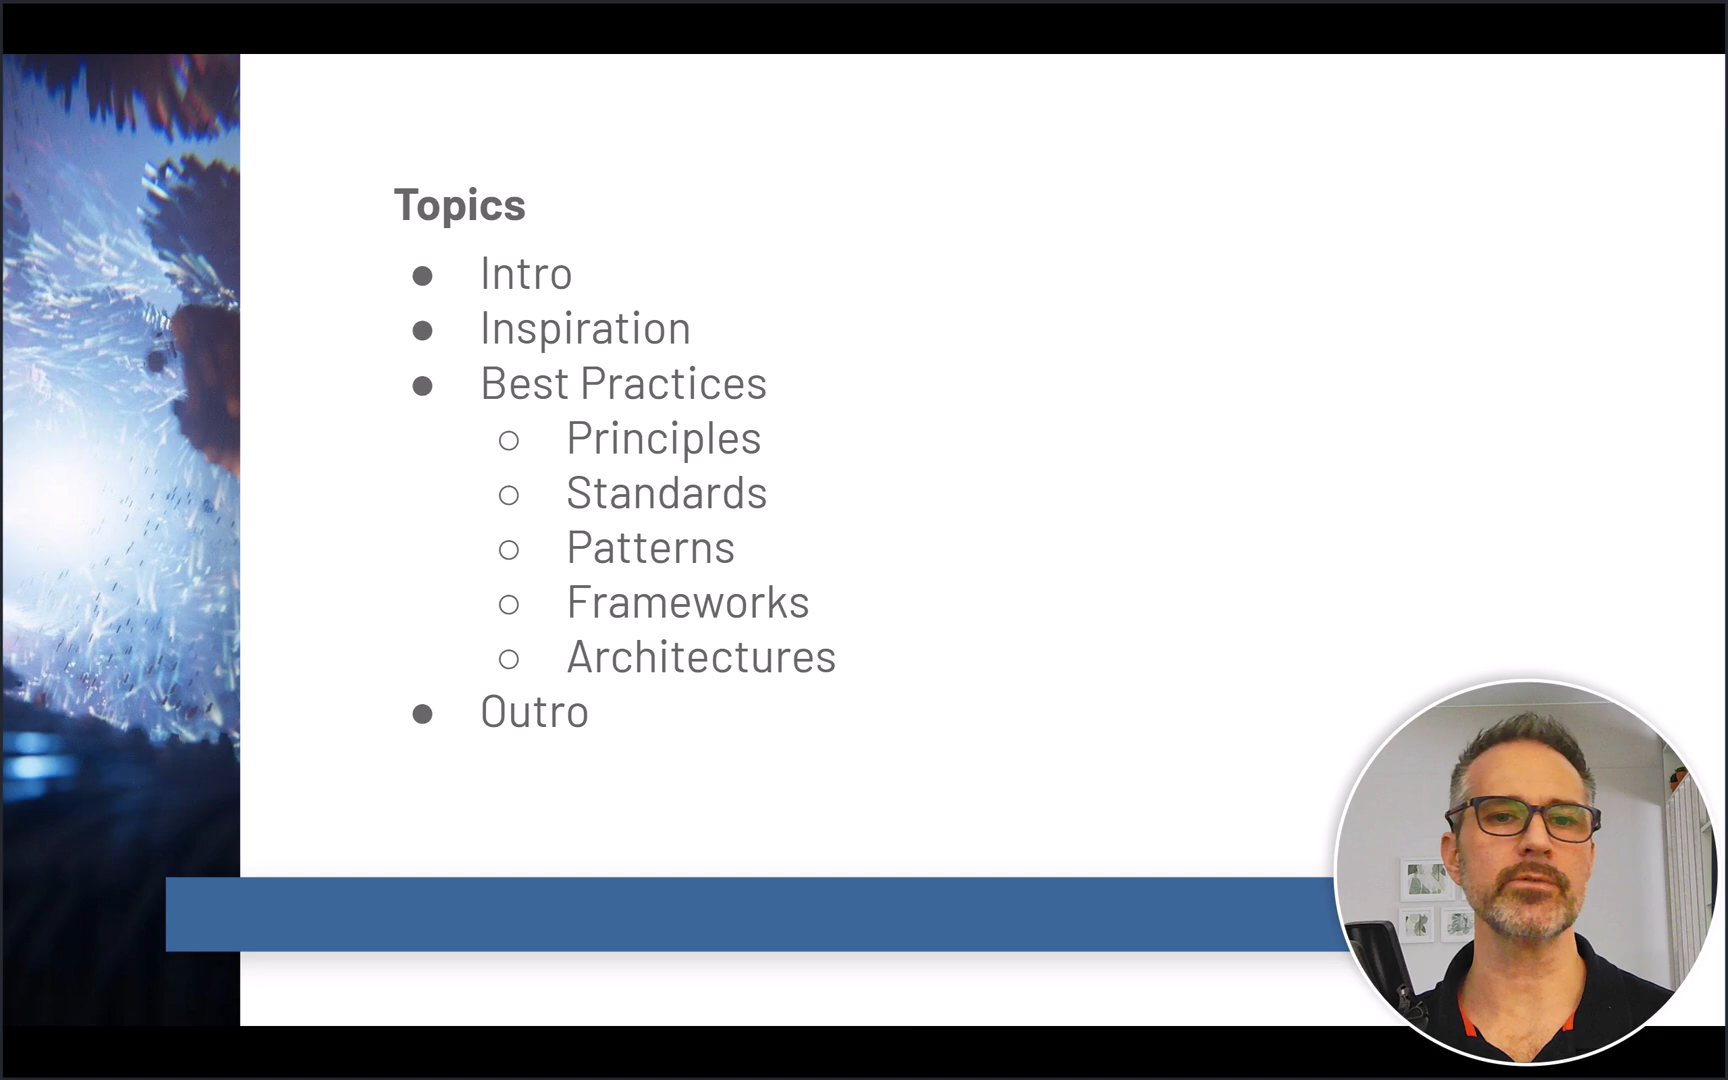 Topics
● Intro
● Inspiration
● Best Practices
○ Principles
○ Standards
○ Patterns
○ Frameworks
○ Architectures
● Outro